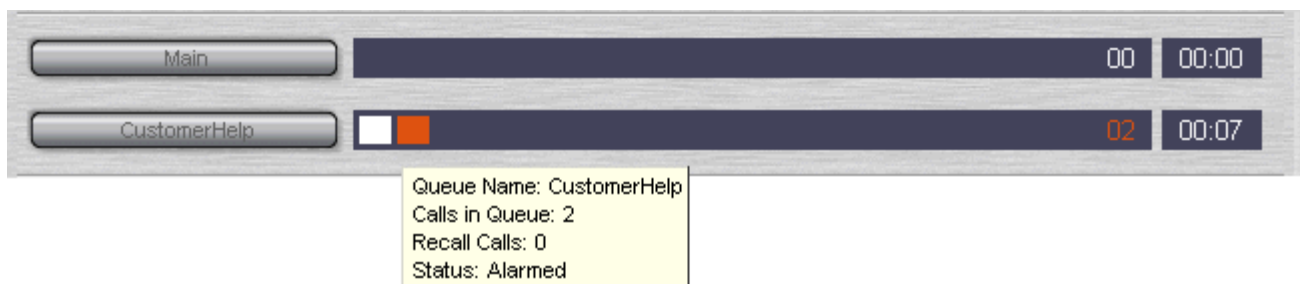 Main 00 00:00
CustomerHelp 02 00:07
Queue Name: CustomerHelp
Calls in Queue: 2
Recall Calls: 0
Status: Alarmed